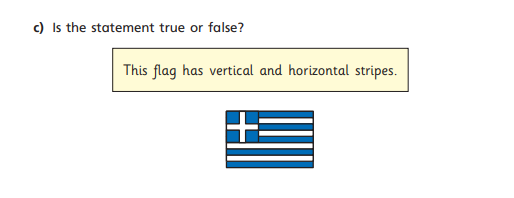 c) Is the statement true or false?
This flag has vertical and horizontal stripes.